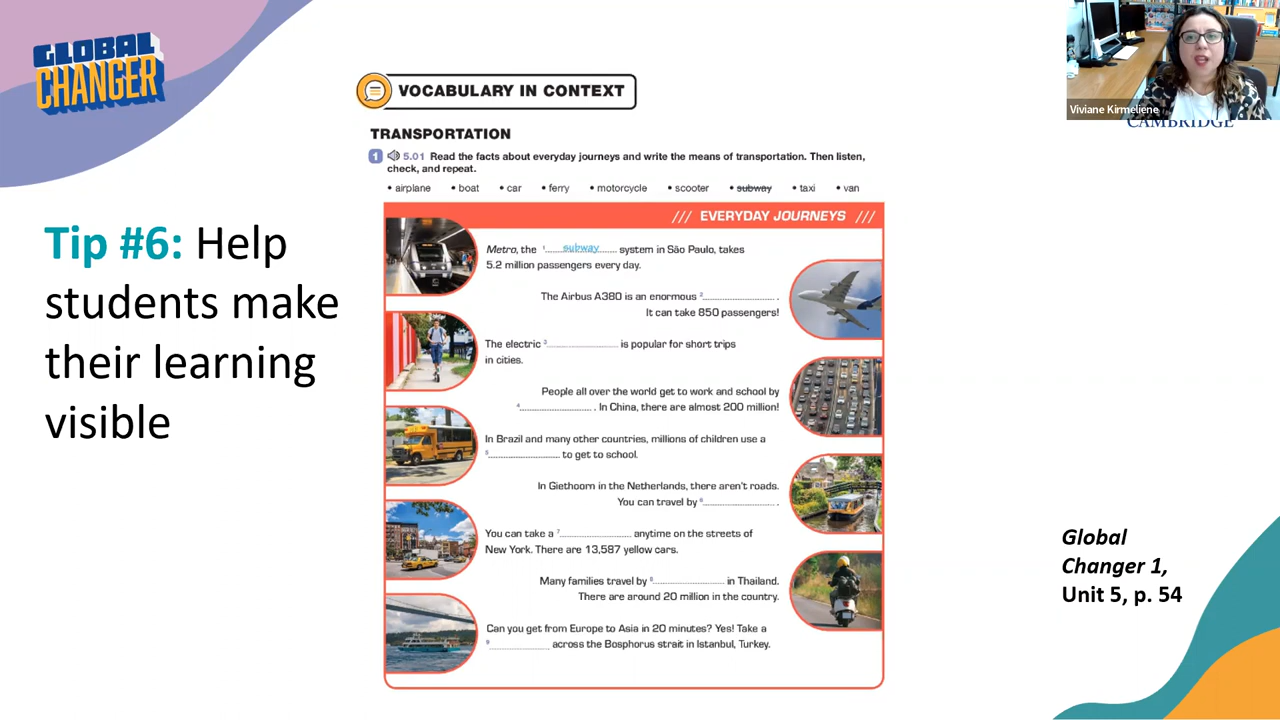 GLOBAL
CHANGER
Viviane Kirmeliene
CAMBRIDGE
VOCABULARY IN CONTEXT
TRANSPORTATION
1 5.01 Read the facts about everyday journeys and write the means of transportation. Then listen,
check, and repeat.
• airplane • boat • car • ferry • motorcycle • scooter • subway • taxi • van
/// EVERYDAY JOURNEYS ///
Metro, the 1 subway system in São Paulo, takes
5.2 million passengers every day.
The Airbus A380 is an enormous 2 .
It can take 850 passengers!
The electric 3 is popular for short trips
in cities.
People all over the world get to work and school by
4 . In China, there are almost 200 million!
In Brazil and many other countries, millions of children use a
5 to get to school.
In Giethoorn in the Netherlands, there aren't roads.
You can travel by 6 .
You can take a 7 anytime on the streets of
New York. There are 13,587 yellow cars.
Many families travel by 8 in Thailand.
There are around 20 million in the country.
Can you get from Europe to Asia in 20 minutes? Yes! Take a
9 across the Bosphorus strait in Istanbul, Turkey.
Tip #6: Help
students make
their learning
visible
Global
Changer 1,
Unit 5, p. 54